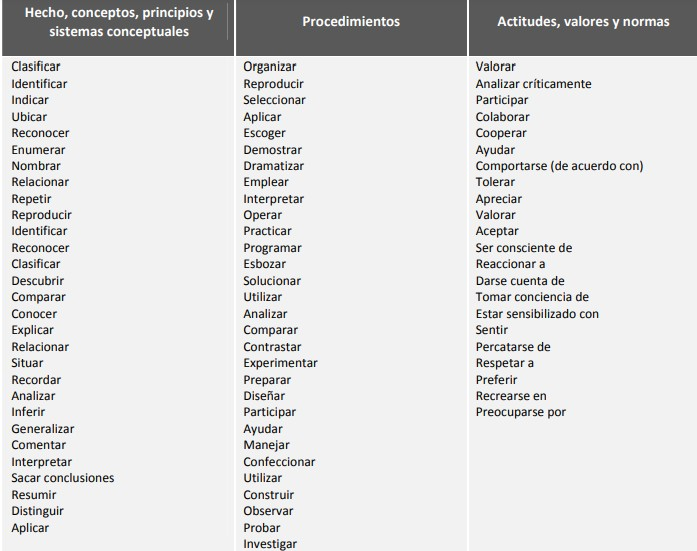 Hecho, conceptos, principios y
sistemas conceptuales
Procedimientos
Actitudes, valores y normas
Clasificar
Identificar
Indicar
Ubicar
Reconocer
Enumerar
Nombrar
Relacionar
Repetir
Reproducir
Identificar
Reconocer
Clasificar
Descubrir
Comparar
Conocer
Explicar
Relacionar
Situar
Recordar
Analizar
Inferir
Generalizar
Comentar
Interpretar
Sacar conclusiones
Resumir
Distinguir
Aplicar
Organizar
Reproducir
Seleccionar
Aplicar
Escoger
Demostrar
Dramatizar
Emplear
Interpretar
Operar
Practicar
Programar
Esbozar
Solucionar
Utilizar
Analizar
Comparar
Contrastar
Experimentar
Preparar
Diseñar
Participar
Ayudar
Manejar
Confeccionar
Utilizar
Construir
Observar
Probar
Investigar
Valorar
Analizar críticamente
Participar
Colaborar
Cooperar
Ayudar
Comportarse (de acuerdo con)
Tolerar
Apreciar
Valorar
Aceptar
Ser consciente de
Reaccionar a
Darse cuenta de
Tomar conciencia de
Estar sensibilizado con
Sentir
Percatarse de
Respetar a
Preferir
Recrearse en
Preocuparse por